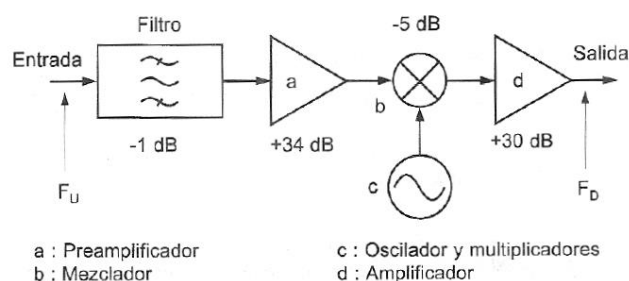 Filtro
-5 dB
Entrada
Salida
a
b
d
-1 dB
+34 dB
+30 dB
F_U
c
F_D
a : Preamplificador
c : Oscilador y multiplicadores
b : Mezclador
d : Amplificador